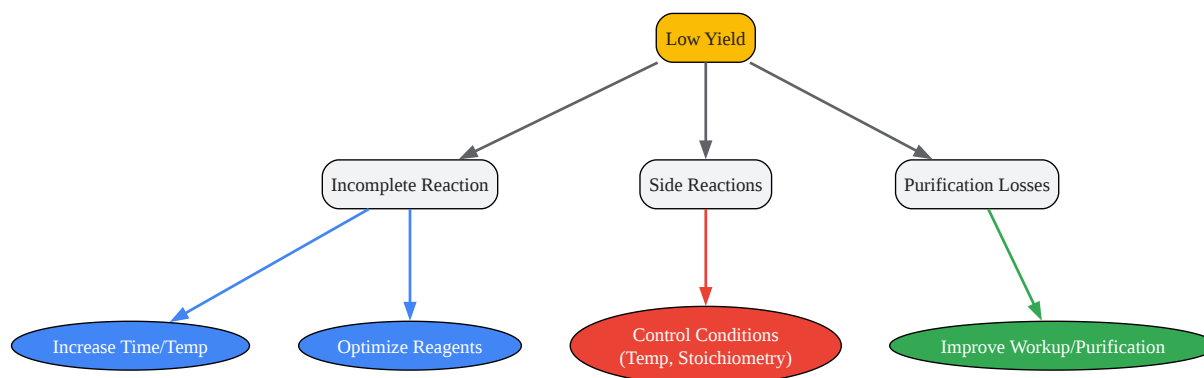 Low Yield
Incomplete Reaction
Side Reactions
Purification Losses
Increase Time/Temp
Optimize Reagents
Control Conditions
(Temp, Stoichiometry)
Improve Workup/Purification